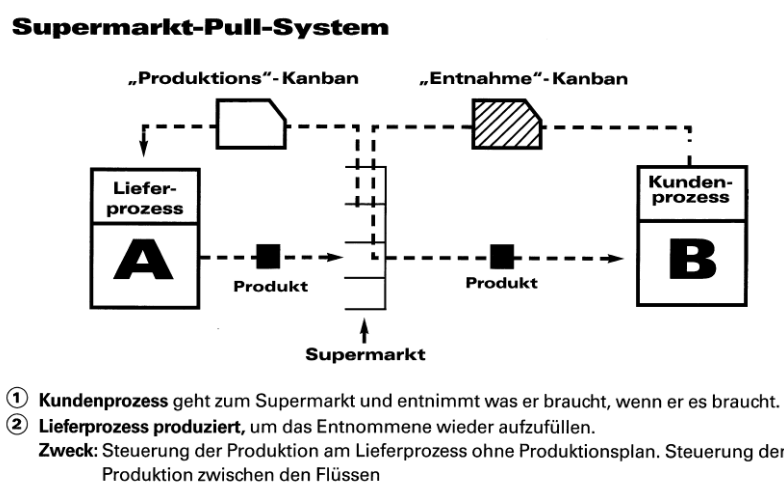 Supermarkt-Pull-System
„Produktions“-Kanban
„Entnahme“-Kanban
Liefer-
prozess
Kunden-
prozess
A
B
Produkt
Produkt
Supermarkt
1 Kundenprozess geht zum Supermarkt und entnimmt was er braucht, wenn er es braucht.
2 Lieferprozess produziert, um das Entnommene wieder aufzufüllen.
Zweck: Steuerung der Produktion am Lieferprozess ohne Produktionsplan. Steuerung der
Produktion zwischen den Flüssen